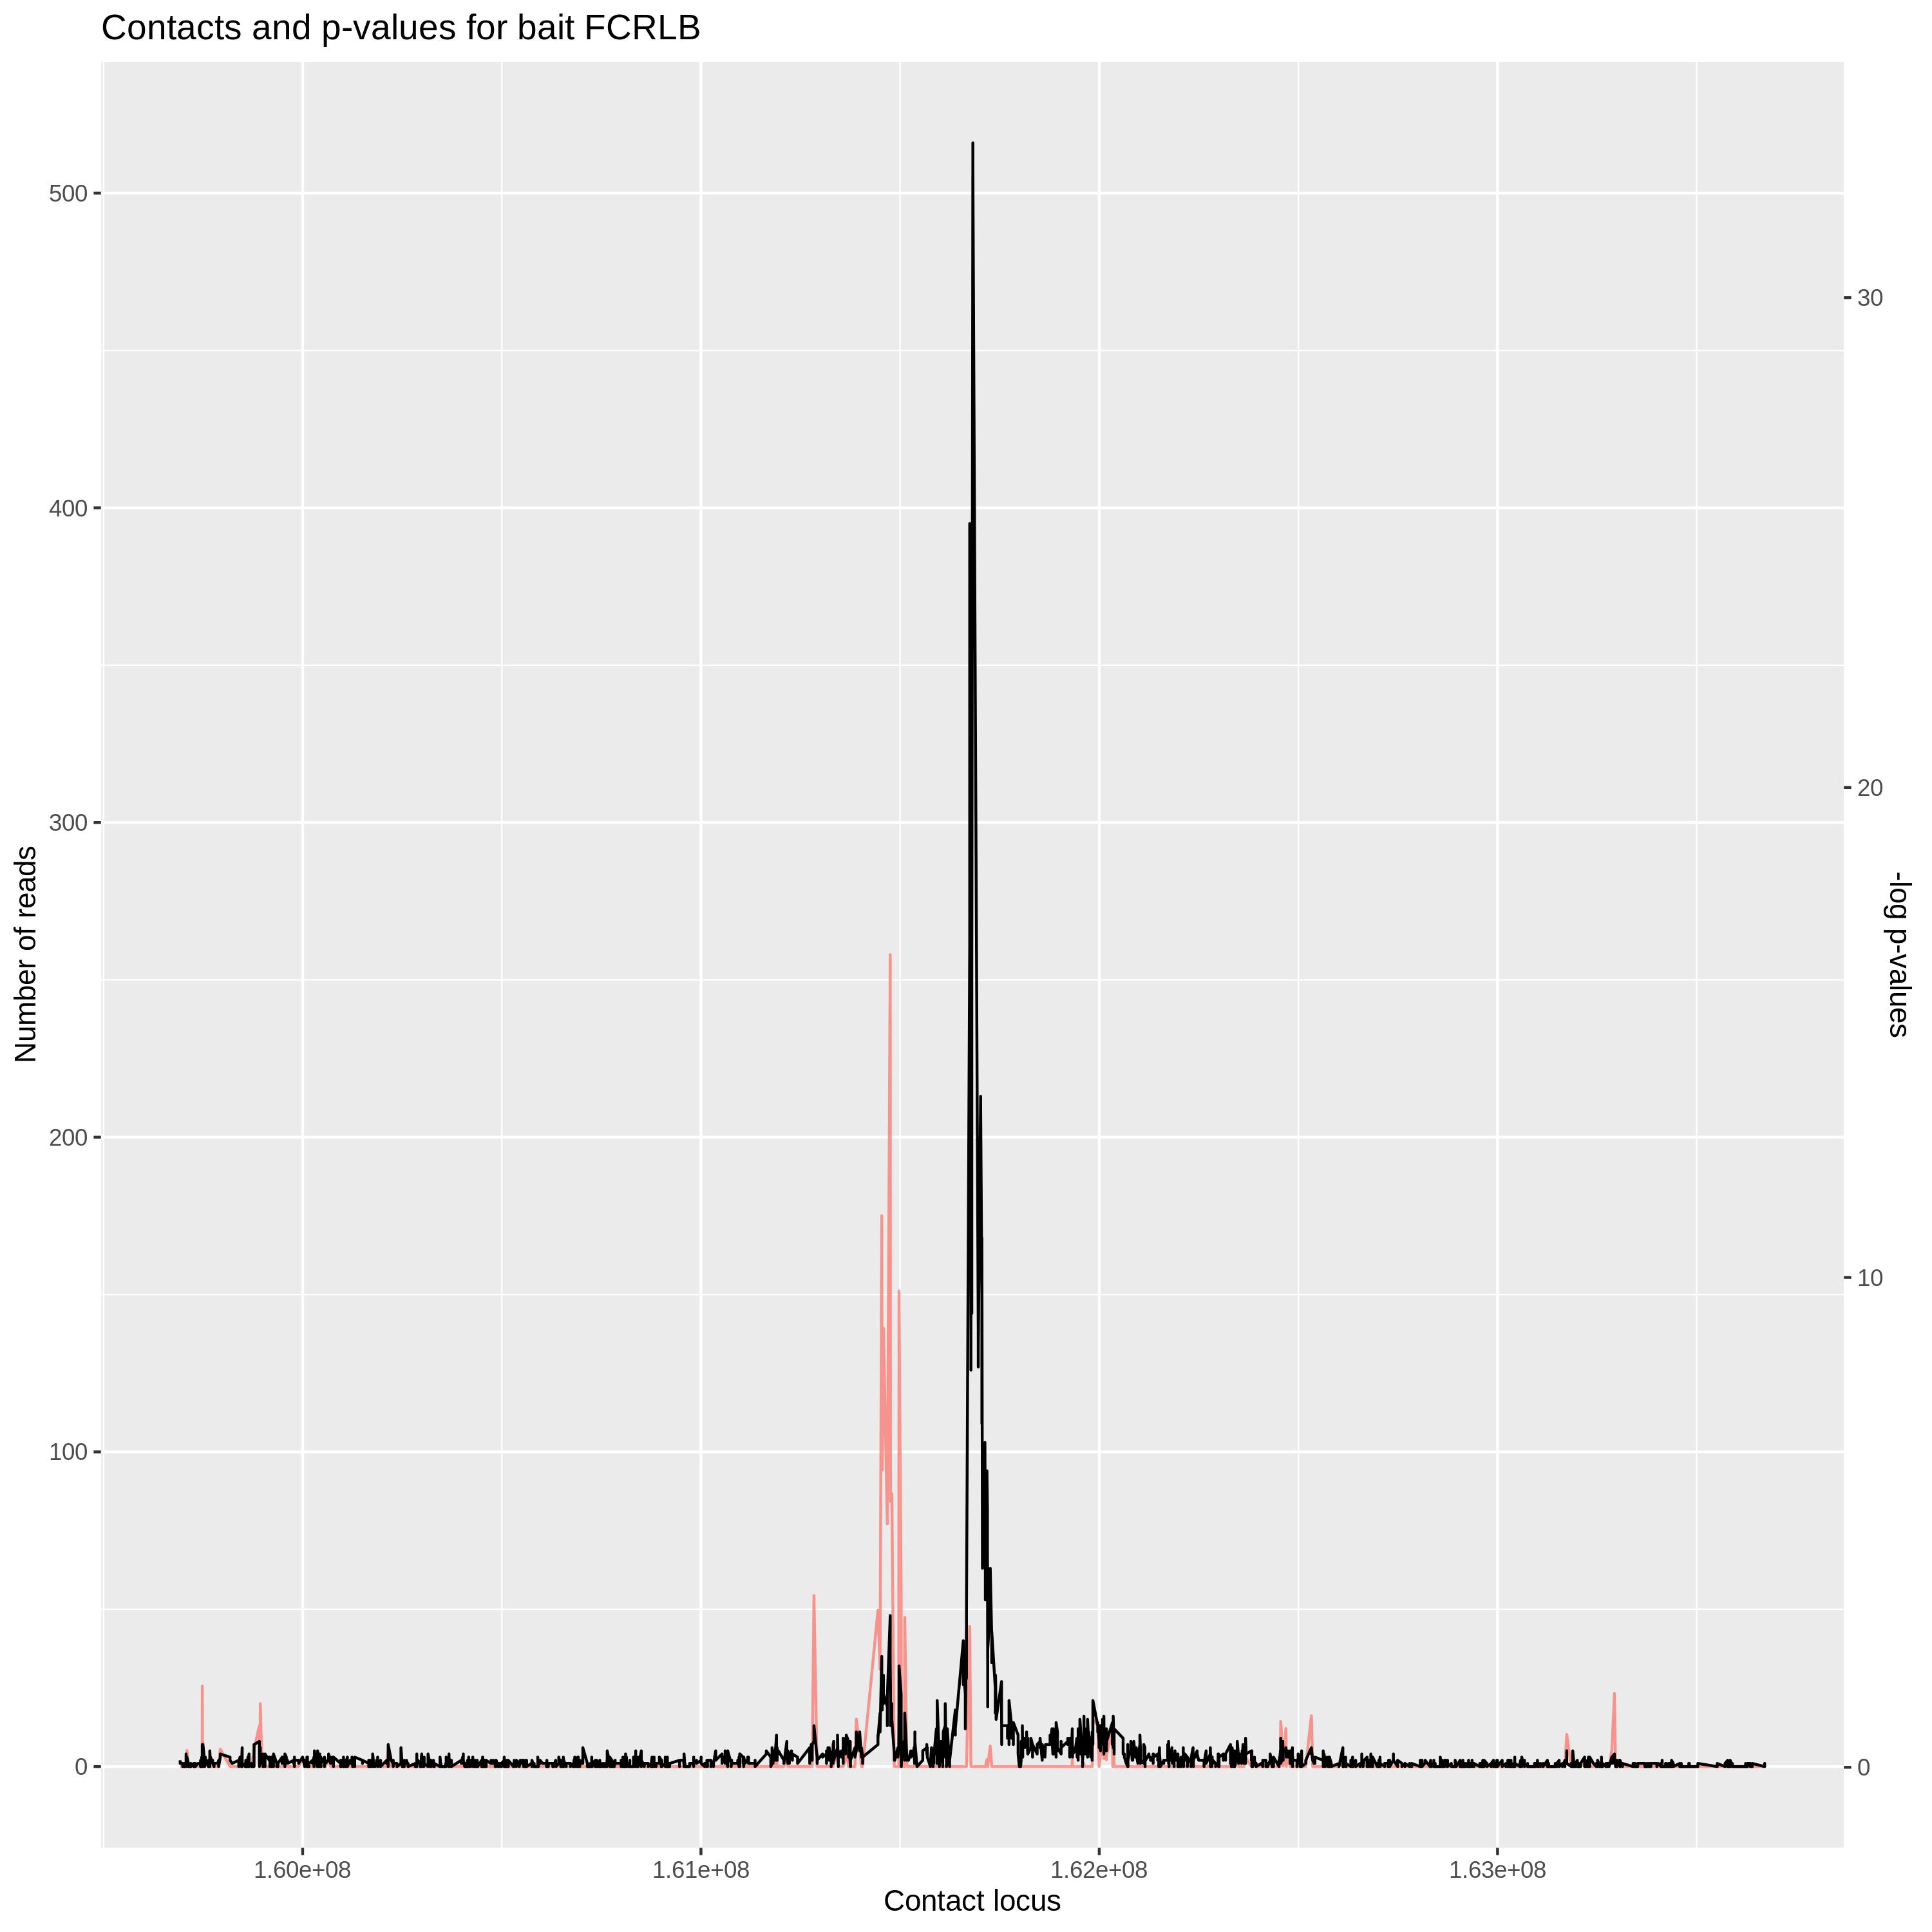 Contacts and p-values for bait FCRLB
500
400
300
200
100
0
Number of reads
30
20
10
0
-log p-values
1.60e+08 1.61e+08 1.62e+08 1.63e+08
Contact locus